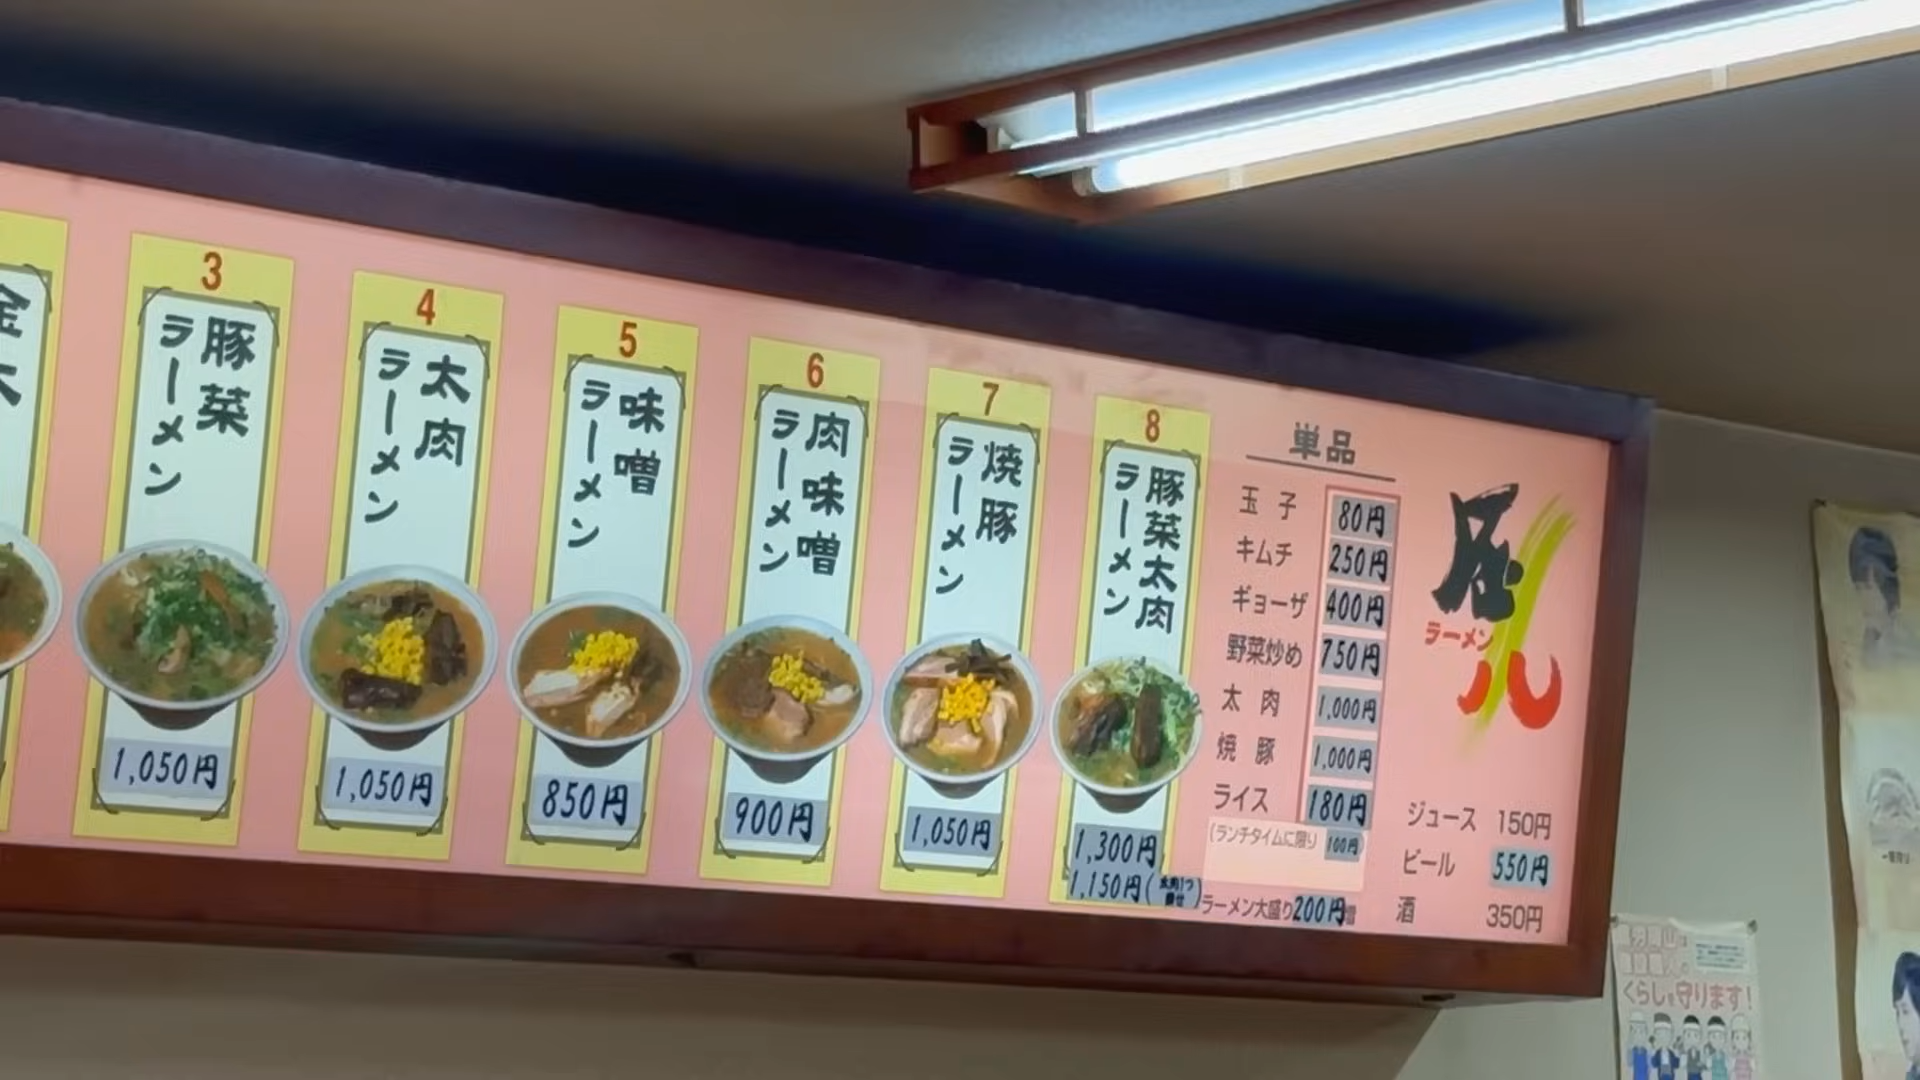 金
太
3
豚菜
ラーメン
1,050円
4
太肉
ラーメン
1,050円
5
味噌
ラーメン
850円
6
肉味噌
ラーメン
900円
7
焼豚
ラーメン
1,050円
8
豚菜太肉
ラーメン
1,300円
1,150円(
単品
玉子 80円
キムチ 250円
ギョーザ 400円
野菜炒め 750円
太肉 1,000円
焼豚 1,000円
ライス 180円
(ランチタイムに限り 100円)
ラーメン大盛り200円増
ラーメン
八
ジュース 150円
ビール 550円
酒 350円
くらしを守ります!